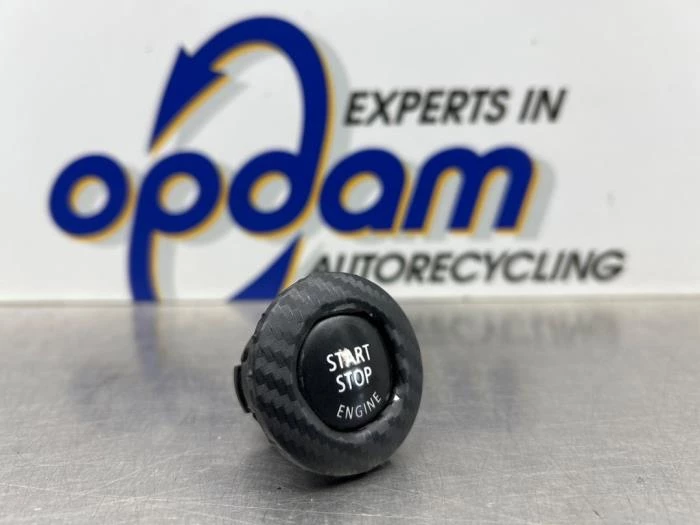 EXPERTS IN
opdam
AUTORECYCLING
START
STOP
ENGINE